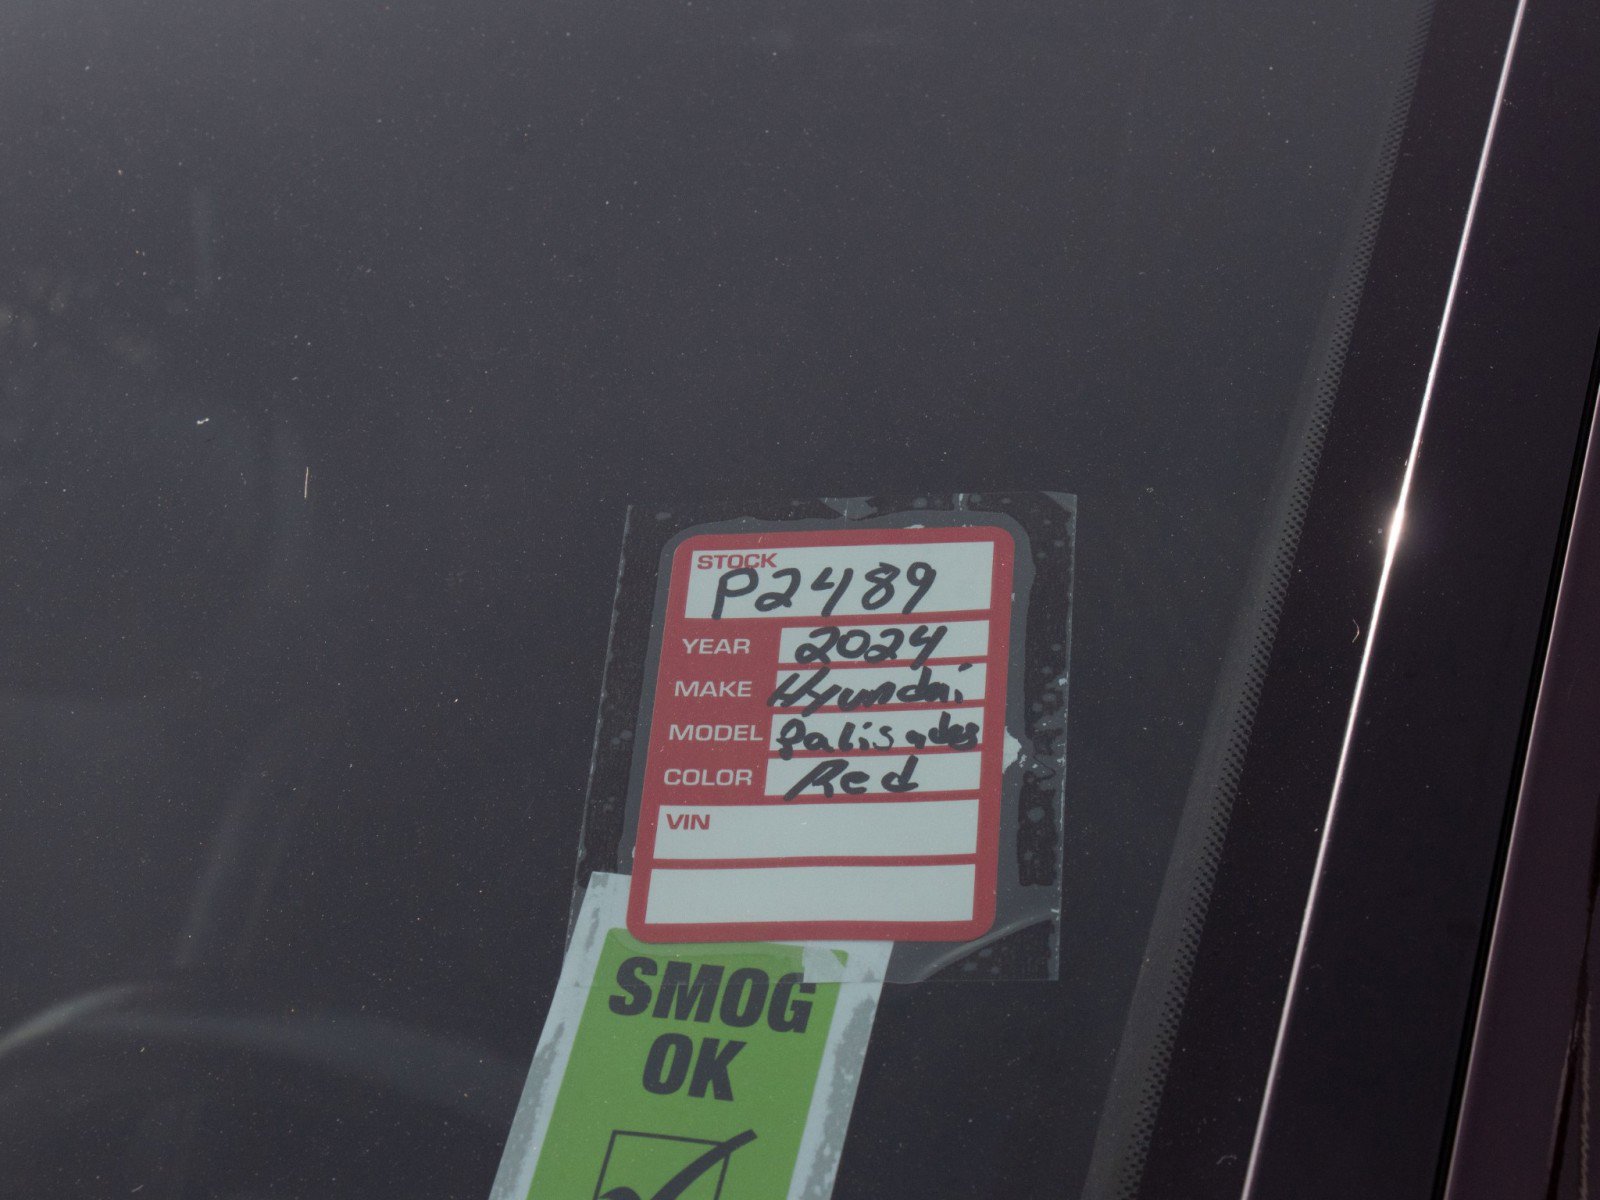 STOCK
P2489
YEAR 2024
MAKE Hyundai
MODEL Palisades
COLOR Red
VIN
SMOG
OK